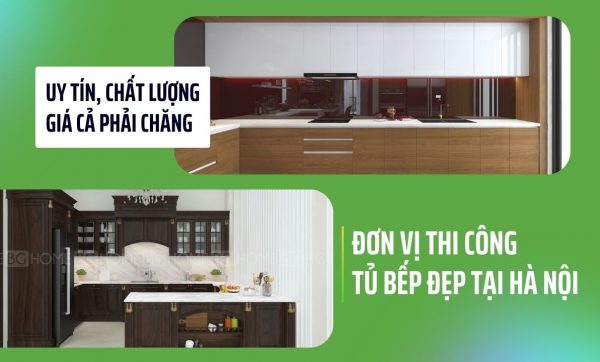 UY TÍN, CHẤT LƯỢNG
GIÁ CẢ PHẢI CHĂNG
ĐƠN VỊ THI CÔNG
TỦ BẾP ĐẸP TẠI HÀ NỘI